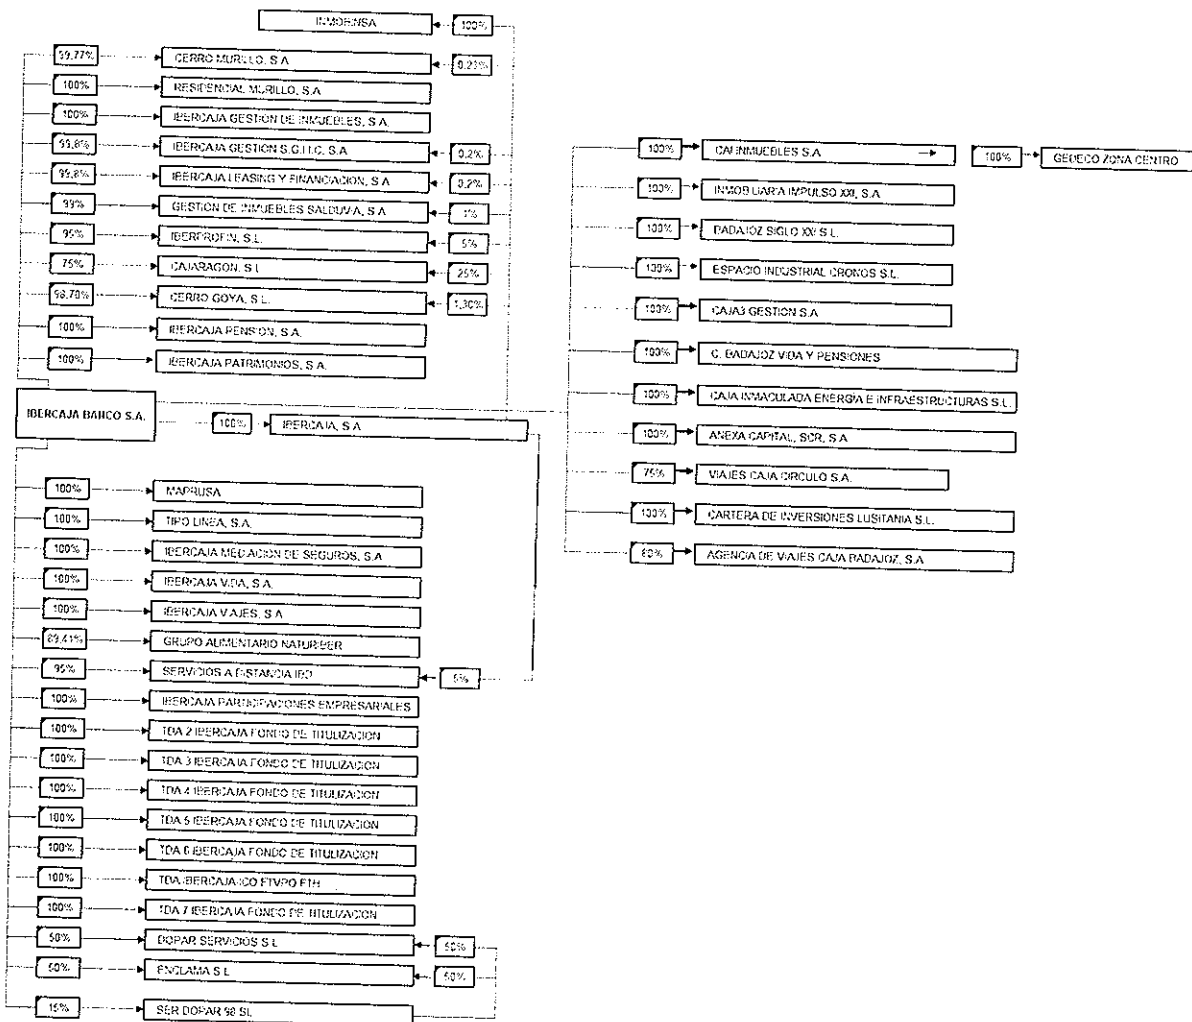 INMOBINSA 100%
99,77% CERRO MURILLO, S.A. 0,23%
100% RESIDENCIAL MURILLO, S.A.
100% IBERCAJA GESTION DE INMUEBLES, S.A.
99,8% IBERCAJA GESTION S.G.I.I.C, S.A. 0,2%
99,8% IBERCAJA LEASING Y FINANCIACION, S.A. 0,2%
99% GESTION DE INMUEBLES SALDUVIA, S.A. 1%
95% IBERPROFIN, S.L. 5%
75% CAJARAGON, S.L. 25%
98,70% CERRO GOYA, S.L. 1,30%
100% IBERCAJA PENSION, S.A.
100% IBERCAJA PATRIMONIOS, S.A.
IBERCAJA BANCO S.A.
100% IBERCAJA, S.A.
100% MAPRUSA
100% TIPO LINEA, S.A.
100% IBERCAJA MEDIACION DE SEGUROS, S.A.
100% IBERCAJA VIDA, S.A.
100% IBERCAJA VIAJES, S.A.
89,41% GRUPO ALIMENTARIO NATURIBER
95% SERVICIOS A DISTANCIA IBD 5%
100% IBERCAJA PARTICIPACIONES EMPRESARIALES
100% TDA 2 IBERCAJA FONDO DE TITULIZACION
100% TDA 3 IBERCAJA FONDO DE TITULIZACION
100% TDA 4 IBERCAJA FONDO DE TITULIZACION
100% TDA 5 IBERCAJA FONDO DE TITULIZACION
100% TDA 6 IBERCAJA FONDO DE TITULIZACION
100% TDA IBERCAJA ICO FTVPO FTH
100% TDA 7 IBERCAJA FONDO DE TITULIZACION
50% DOPAR SERVICIOS S.L. 50%
50% ENCLAMA S.L. 50%
15% SER DOPAR 98 SL
100% CAI INMUEBLES S.A. 100% GEDECO ZONA CENTRO
100% INMOBILIARIA IMPULSO XXI, S.A.
100% BADAJOZ SIGLO XXI S.L.
100% ESPACIO INDUSTRIAL CRONOS S.L.
100% CAJA3 GESTION S.A
100% C. BADAJOZ VIDA Y PENSIONES
100% CAJA INMACULADA ENERGÍA E INFRAESTRUCTURAS S.L.
100% ANEXA CAPITAL, SCR, S.A
75% VIAJES CAJA CIRCULO S.A.
100% CARTERA DE INVERSIONES LUSITANIA S.L.
80% AGENCIA DE VIAJES CAJA BADAJOZ, S.A